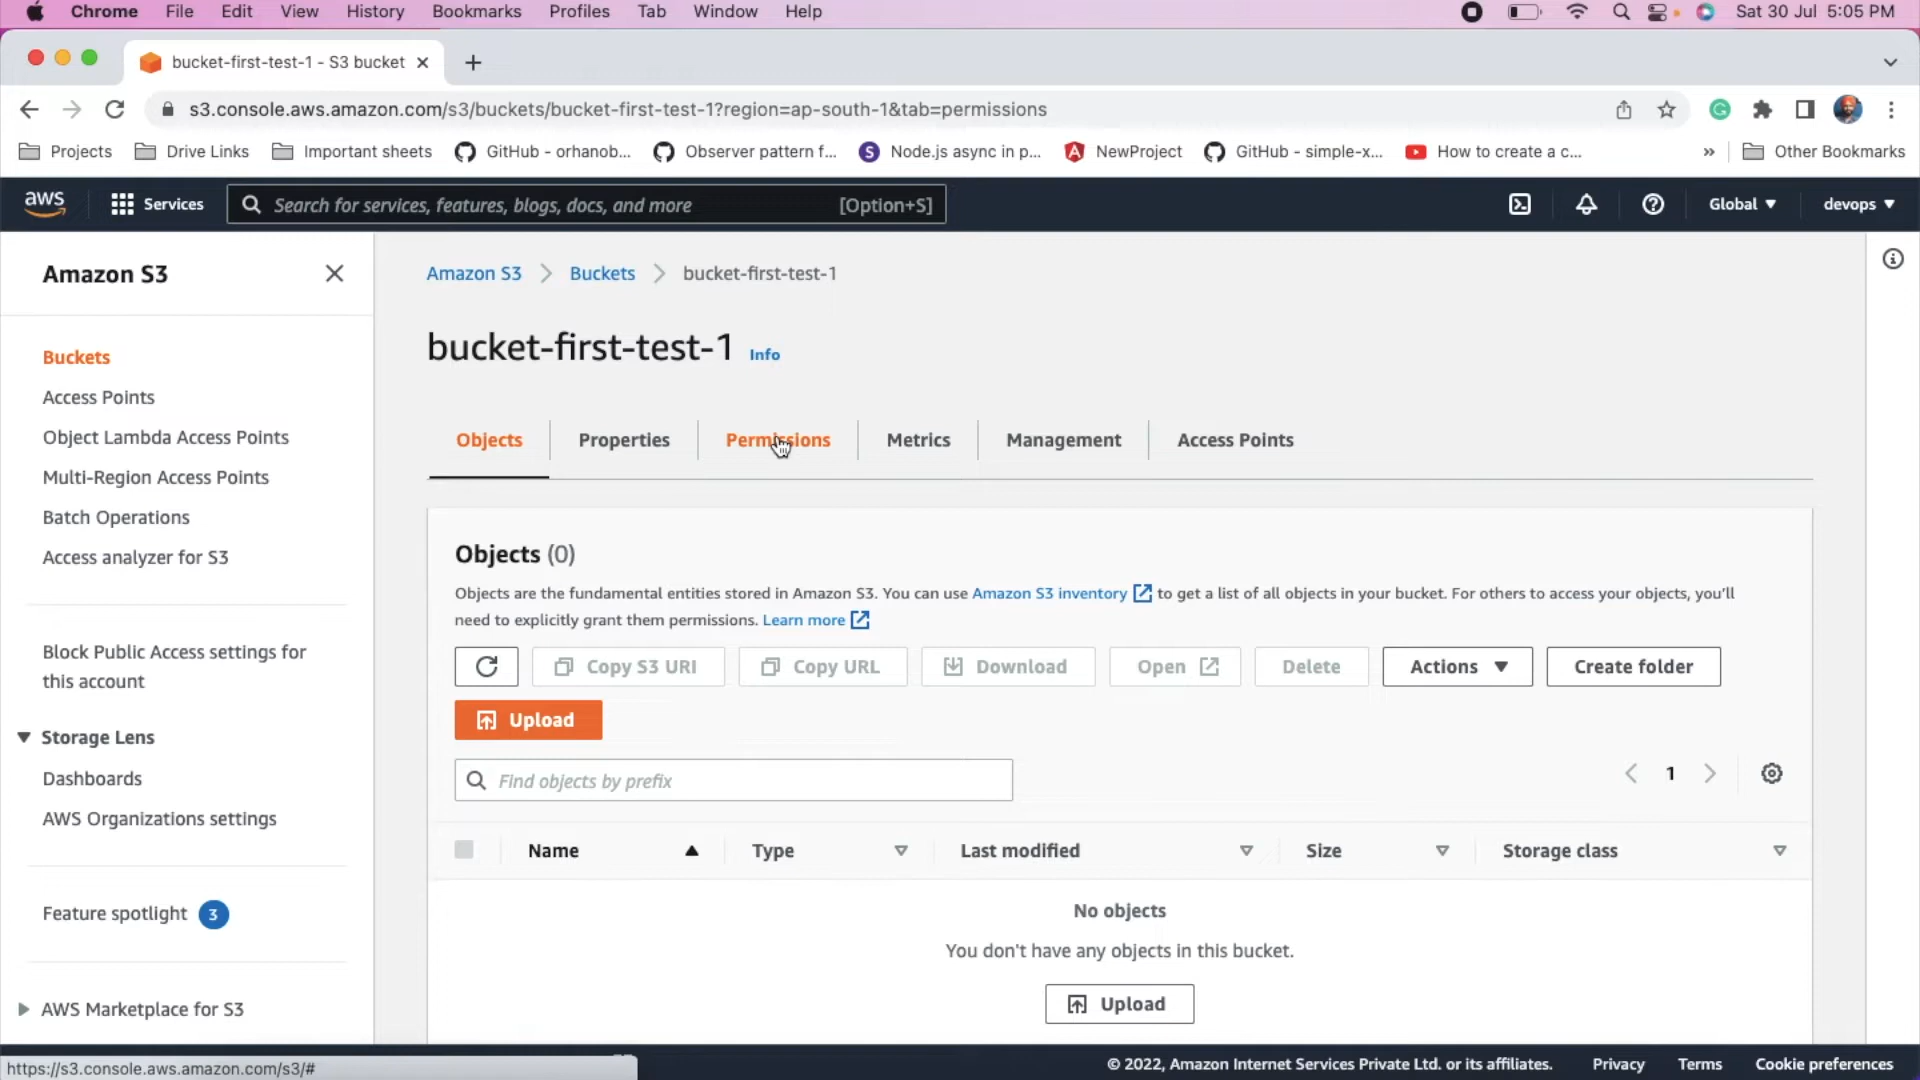 Chrome File Edit View History Bookmarks Profiles Tab Window Help Sat 30 Jul 5:05 PM
bucket-first-test-1 - S3 bucket
s3.console.aws.amazon.com/s3/buckets/bucket-first-test-1?region=ap-south-1&tab=permissions
Projects Drive Links Important sheets GitHub - orhanob... Observer pattern f... Node.js async in p... NewProject GitHub - simple-x... How to create a c... » Other Bookmarks
aws Services Search for services, features, blogs, docs, and more [Option+S] Global devops
Amazon S3
Buckets
Access Points
Object Lambda Access Points
Multi-Region Access Points
Batch Operations
Access analyzer for S3
Block Public Access settings for
this account
Storage Lens
Dashboards
AWS Organizations settings
Feature spotlight 3
AWS Marketplace for S3
Amazon S3 Buckets bucket-first-test-1
bucket-first-test-1 Info
Objects Properties Permissions Metrics Management Access Points
Objects (0)
Objects are the fundamental entities stored in Amazon S3. You can use Amazon S3 inventory to get a list of all objects in your bucket. For others to access your objects, you'll
need to explicitly grant them permissions. Learn more
Copy S3 URI Copy URL Download Open Delete Actions Create folder
Upload
Find objects by prefix 1
Name Type Last modified Size Storage class
No objects
You don't have any objects in this bucket.
Upload
https://s3.console.aws.amazon.com/s3/# © 2022, Amazon Internet Services Private Ltd. or its affiliates. Privacy Terms Cookie preferences